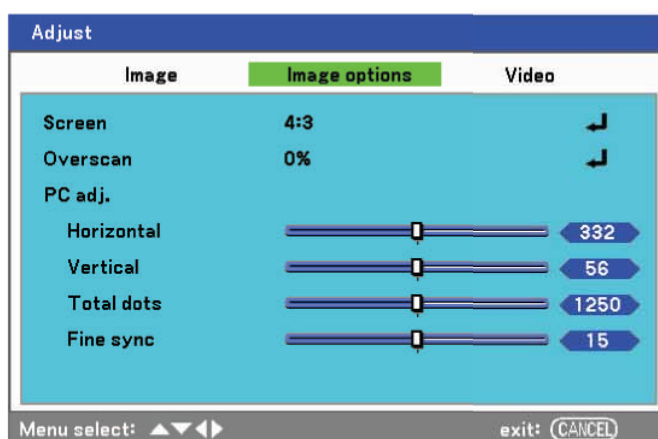 Adjust
Image Image options Video
Screen 4:3
Overscan 0%
PC adj.
Horizontal 332
Vertical 56
Total dots 1250
Fine sync 15
Menu select: ▲▼◀▶ exit: (CANCEL)